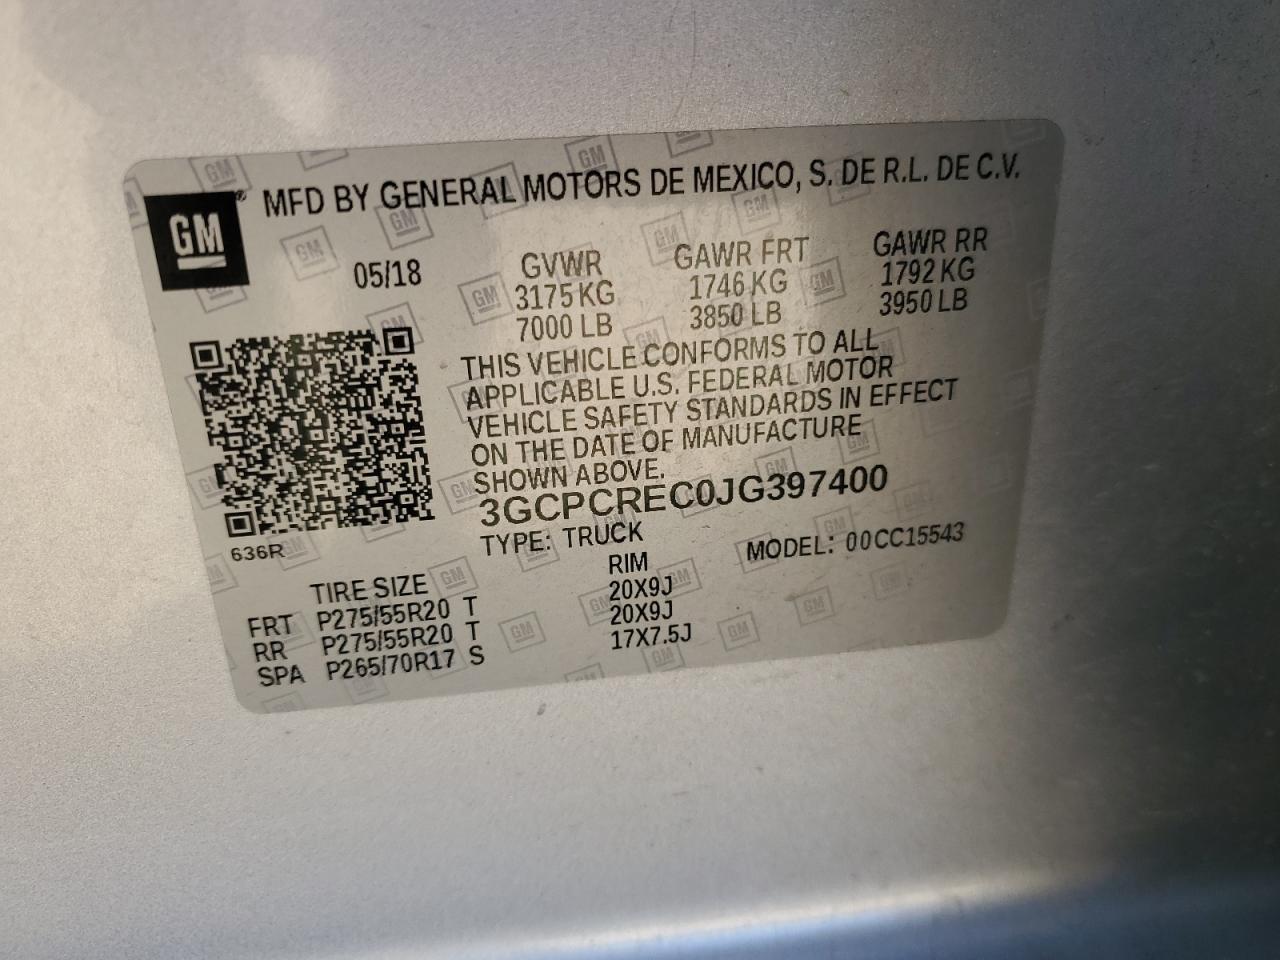 GM
® MFD BY GENERAL MOTORS DE MEXICO, S. DE R.L. DE C.V.
05/18
GVWR GAWR FRT GAWR RR
3175 KG 1746 KG 1792 KG
7000 LB 3850 LB 3950 LB
THIS VEHICLE CONFORMS TO ALL
APPLICABLE U.S. FEDERAL MOTOR
VEHICLE SAFETY STANDARDS IN EFFECT
ON THE DATE OF MANUFACTURE
SHOWN ABOVE.
3GCPCREC0JG397400
636R
TYPE: TRUCK MODEL: 00CC15543
TIRE SIZE RIM
FRT P275/55R20 T 20X9J
RR P275/55R20 T 20X9J
SPA P265/70R17 S 17X7.5J